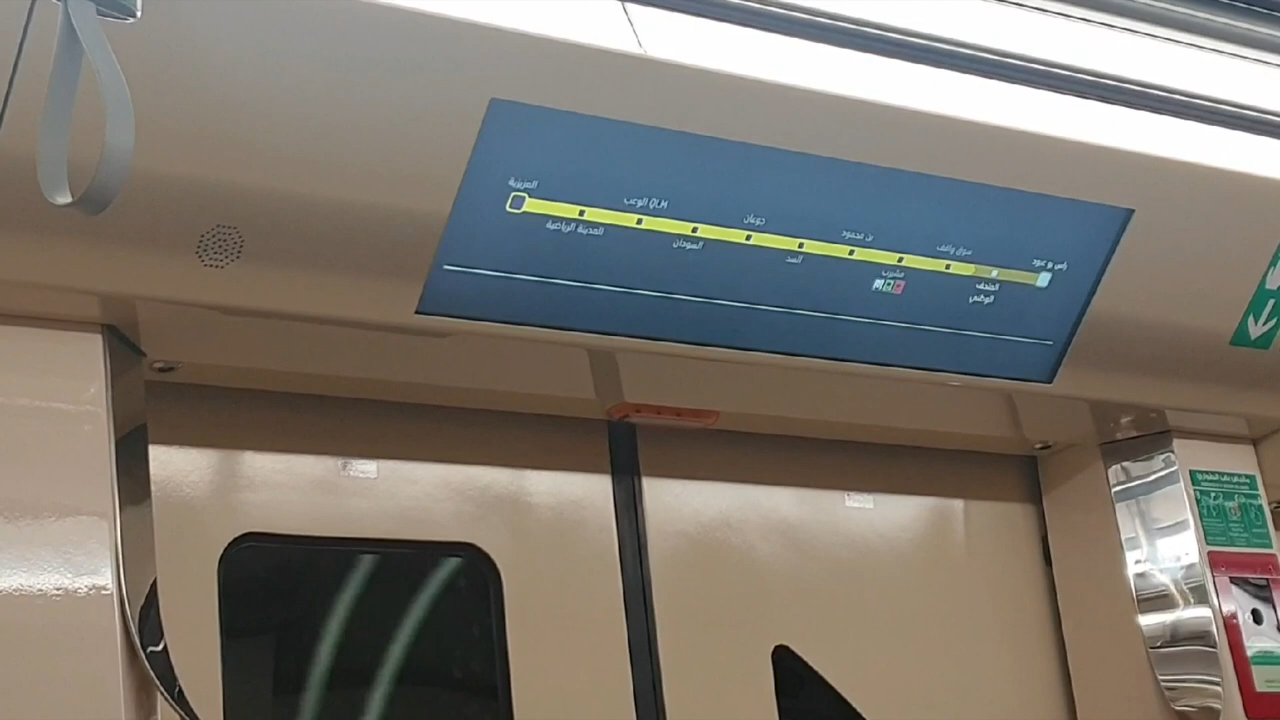 العزيزية
المدينة الرياضية
QLM الوعب
السودان
جوعان
السد
بن محمود
مشيرب
سوق واقف
المتحف
الوطني
راس بو عبود